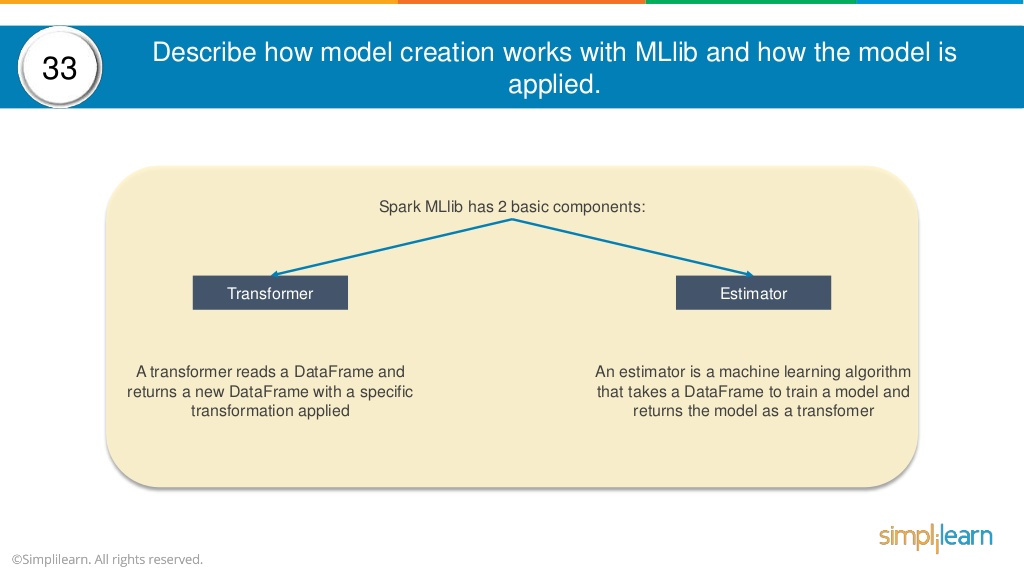 33
Describe how model creation works with MLlib and how the model is
applied.
Spark MLlib has 2 basic components:
Transformer
Estimator
A transformer reads a DataFrame and
returns a new DataFrame with a specific
transformation applied
An estimator is a machine learning algorithm
that takes a DataFrame to train a model and
returns the model as a transfomer
simplilearn
©Simplilearn. All rights reserved.